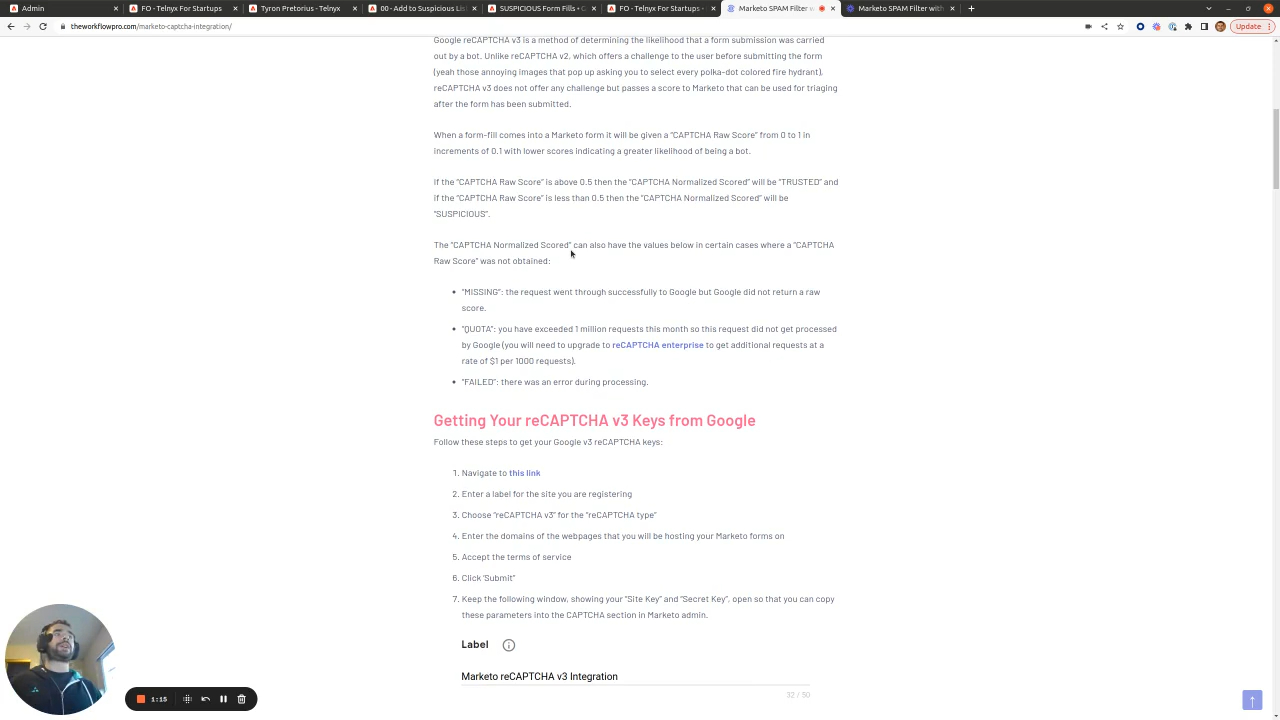 Admin
FO - Telnyx For Startups
Tyron Pretorius - Telnyx
00 - Add to Suspicious Lis
SUSPICIOUS Form Fills • C
FO - Telnyx For Startups •
Marketo SPAM Filter w
Marketo SPAM Filter with
theworkflowpro.com/marketo-captcha-integration/
Update
Google reCAPTCHA v3 is a method of determining the likelihood that a form submission was carried
out by a bot. Unlike reCAPTCHA v2, which offers a challenge to the user before submitting the form
(yeah those annoying images that pop up asking you to select every polka-dot colored fire hydrant),
reCAPTCHA v3 does not offer any challenge but passes a score to Marketo that can be used for triaging
after the form has been submitted.
When a form-fill comes into a Marketo form it will be given a "CAPTCHA Raw Score" from 0 to 1 in
increments of 0.1 with lower scores indicating a greater likelihood of being a bot.
If the "CAPTCHA Raw Score" is above 0.5 then the "CAPTCHA Normalized Scored" will be "TRUSTED" and
if the "CAPTCHA Raw Score" is less than 0.5 then the "CAPTCHA Normalized Scored" will be
"SUSPICIOUS".
The "CAPTCHA Normalized Scored" can also have the values below in certain cases where a "CAPTCHA
Raw Score" was not obtained:
• "MISSING": the request went through successfully to Google but Google did not return a raw
score.
• "QUOTA": you have exceeded 1 million requests this month so this request did not get processed
by Google (you will need to upgrade to reCAPTCHA enterprise to get additional requests at a
rate of $1 per 1000 requests).
• "FAILED": there was an error during processing.
Getting Your reCAPTCHA v3 Keys from Google
Follow these steps to get your Google v3 reCAPTCHA keys:
1. Navigate to this link
2. Enter a label for the site you are registering
3. Choose "reCAPTCHA v3" for the "reCAPTCHA type"
4. Enter the domains of the webpages that you will be hosting your Marketo forms on
5. Accept the terms of service
6. Click 'Submit"
7. Keep the following window, showing your "Site Key" and "Secret Key", open so that you can copy
these parameters into the CAPTCHA section in Marketo admin.
Label
Marketo reCAPTCHA v3 Integration
32 / 50
1:15